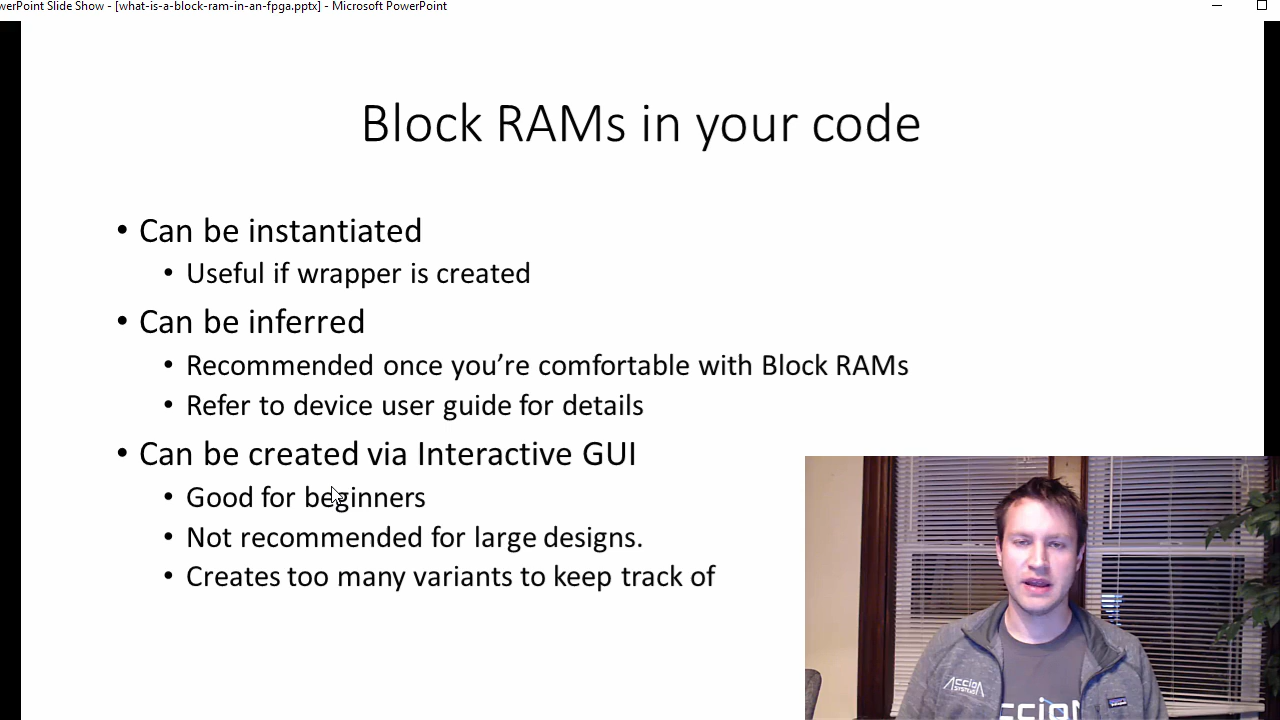 werPoint Slide Show - [what-is-a-block-ram-in-an-fpga.pptx] - Microsoft PowerPoint
Block RAMs in your code
• Can be instantiated
• Useful if wrapper is created
• Can be inferred
• Recommended once you’re comfortable with Block RAMs
• Refer to device user guide for details
• Can be created via Interactive GUI
• Good for beginners
• Not recommended for large designs.
• Creates too many variants to keep track of
ACCION
SYSTEMS